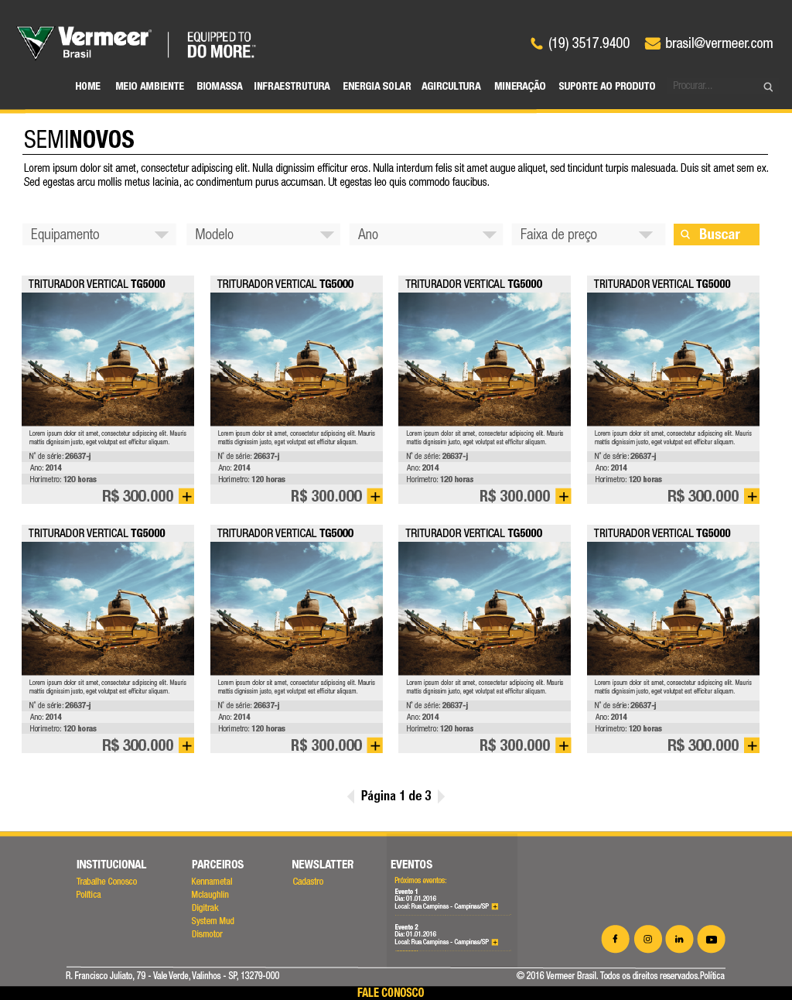 Vermeer®
Brasil
EQUIPPED TO
DO MORE.™
(19) 3517.9400
brasil@vermeer.com
HOME MEIO AMBIENTE BIOMASSA INFRAESTRUTURA ENERGIA SOLAR AGIRCULTURA MINERAÇÃO SUPORTE AO PRODUTO Procurar...
SEMINOVOS
Lorem ipsum dolor sit amet, consectetur adipiscing elit. Nulla dignissim efficitur eros. Nulla interdum felis sit amet augue aliquet, sed tincidunt turpis malesuada. Duis sit amet sem ex.
Sed egestas arcu mollis metus lacinia, ac condimentum purus accumsan. Ut egestas leo quis commodo faucibus.
Equipamento Modelo Ano Faixa de preço Buscar
TRITURADOR VERTICAL TG5000
Lorem ipsum dolor sit amet, consectetur adipiscing elit. Mauris
mattis dignissim justo, eget volutpat est efficitur aliquam.
N° de série: 26637-j
Ano: 2014
Horimetro: 120 horas
R$ 300.000 +
TRITURADOR VERTICAL TG5000
Lorem ipsum dolor sit amet, consectetur adipiscing elit. Mauris
mattis dignissim justo, eget volutpat est efficitur aliquam.
N° de série: 26637-j
Ano: 2014
Horimetro: 120 horas
R$ 300.000 +
TRITURADOR VERTICAL TG5000
Lorem ipsum dolor sit amet, consectetur adipiscing elit. Mauris
mattis dignissim justo, eget volutpat est efficitur aliquam.
N° de série: 26637-j
Ano: 2014
Horimetro: 120 horas
R$ 300.000 +
TRITURADOR VERTICAL TG5000
Lorem ipsum dolor sit amet, consectetur adipiscing elit. Mauris
mattis dignissim justo, eget volutpat est efficitur aliquam.
N° de série: 26637-j
Ano: 2014
Horimetro: 120 horas
R$ 300.000 +
TRITURADOR VERTICAL TG5000
Lorem ipsum dolor sit amet, consectetur adipiscing elit. Mauris
mattis dignissim justo, eget volutpat est efficitur aliquam.
N° de série: 26637-j
Ano: 2014
Horimetro: 120 horas
R$ 300.000 +
TRITURADOR VERTICAL TG5000
Lorem ipsum dolor sit amet, consectetur adipiscing elit. Mauris
mattis dignissim justo, eget volutpat est efficitur aliquam.
N° de série: 26637-j
Ano: 2014
Horimetro: 120 horas
R$ 300.000 +
TRITURADOR VERTICAL TG5000
Lorem ipsum dolor sit amet, consectetur adipiscing elit. Mauris
mattis dignissim justo, eget volutpat est efficitur aliquam.
N° de série: 26637-j
Ano: 2014
Horimetro: 120 horas
R$ 300.000 +
TRITURADOR VERTICAL TG5000
Lorem ipsum dolor sit amet, consectetur adipiscing elit. Mauris
mattis dignissim justo, eget volutpat est efficitur aliquam.
N° de série: 26637-j
Ano: 2014
Horimetro: 120 horas
R$ 300.000 +
Página 1 de 3
INSTITUCIONAL
Trabalhe Conosco
Política
PARCEIROS
Kennametal
Mclaughlin
Digitrak
System Mud
Dismotor
NEWSLATTER
Cadastro
EVENTOS
Próximos eventos:
Evento 1
Dia: 01.01.2016
Local: Rua Campinas - Campinas/SP +
Evento 2
Dia: 01.01.2016
Local: Rua Campinas - Campinas/SP +
R. Francisco Juliato, 79 - Vale Verde, Valinhos - SP, 13279-000
© 2016 Vermeer Brasil. Todos os direitos reservados.Política
FALE CONOSCO